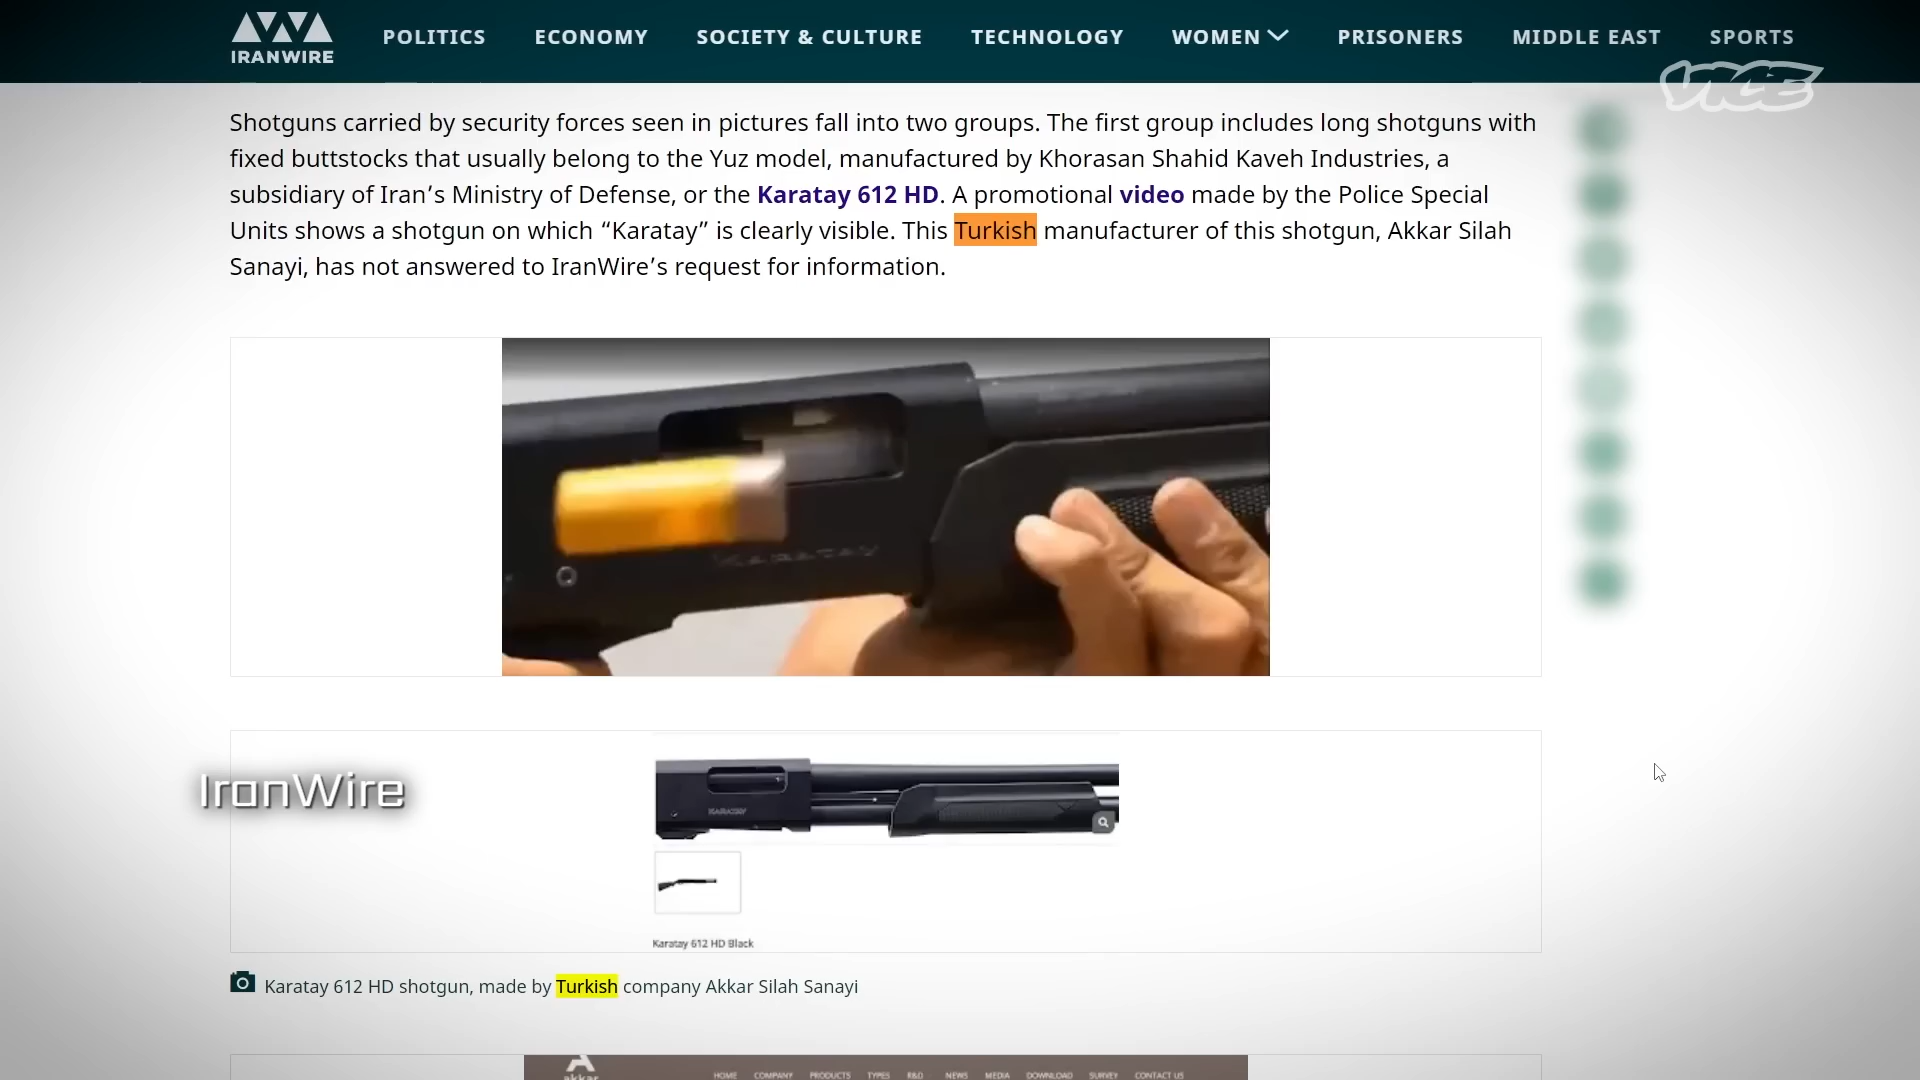 IRANWIRE
POLITICS ECONOMY SOCIETY & CULTURE TECHNOLOGY WOMEN PRISONERS MIDDLE EAST SPORTS
VICE
Shotguns carried by security forces seen in pictures fall into two groups. The first group includes long shotguns with
fixed buttstocks that usually belong to the Yuz model, manufactured by Khorasan Shahid Kaveh Industries, a
subsidiary of Iran’s Ministry of Defense, or the Karatay 612 HD. A promotional video made by the Police Special
Units shows a shotgun on which “Karatay” is clearly visible. This Turkish manufacturer of this shotgun, Akkar Silah
Sanayi, has not answered to IranWire’s request for information.
KARATAY
IranWire
KARATAY
Karatay 612 HD Black
Karatay 612 HD shotgun, made by Turkish company Akkar Silah Sanayi
akkar
HOME COMPANY PRODUCTS TYPES R&D NEWS MEDIA DOWNLOAD SURVEY CONTACT US